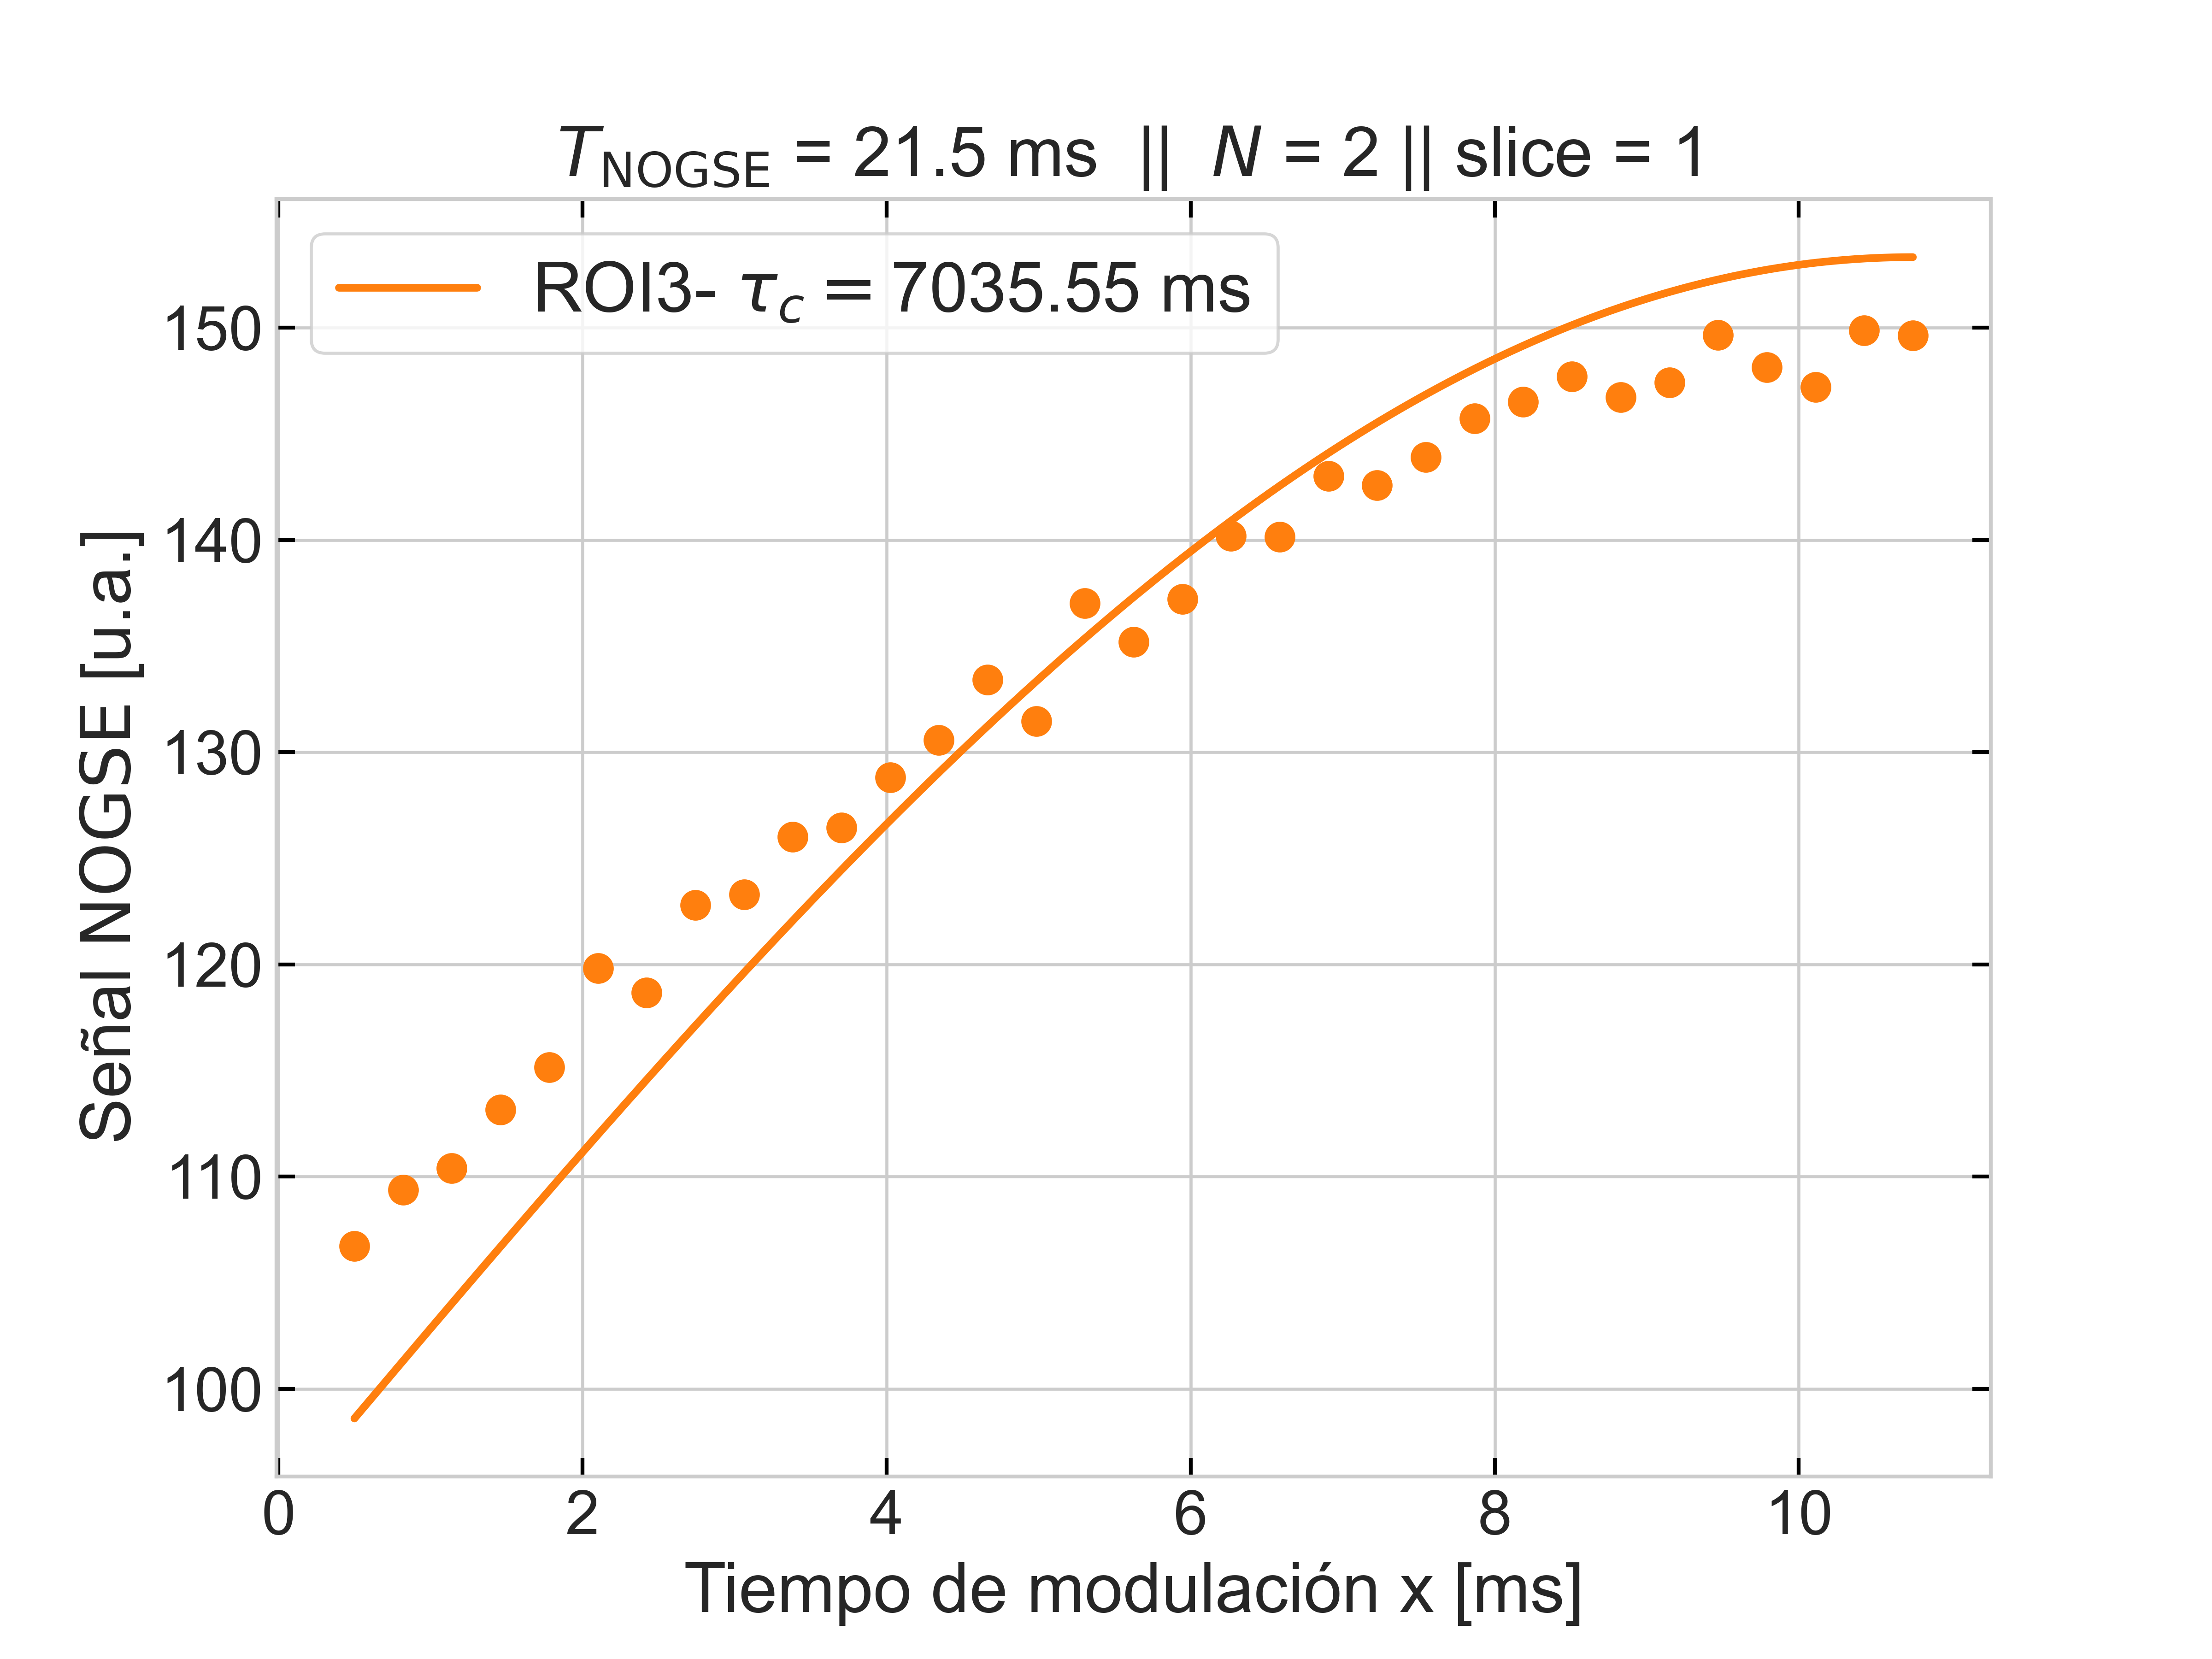 T_NOGSE = 21.5 ms || N = 2 || slice = 1
ROI3- τ_c = 7035.55 ms
Señal NOGSE [u.a.]
150
140
130
120
110
100
0 2 4 6 8 10
Tiempo de modulación x [ms]